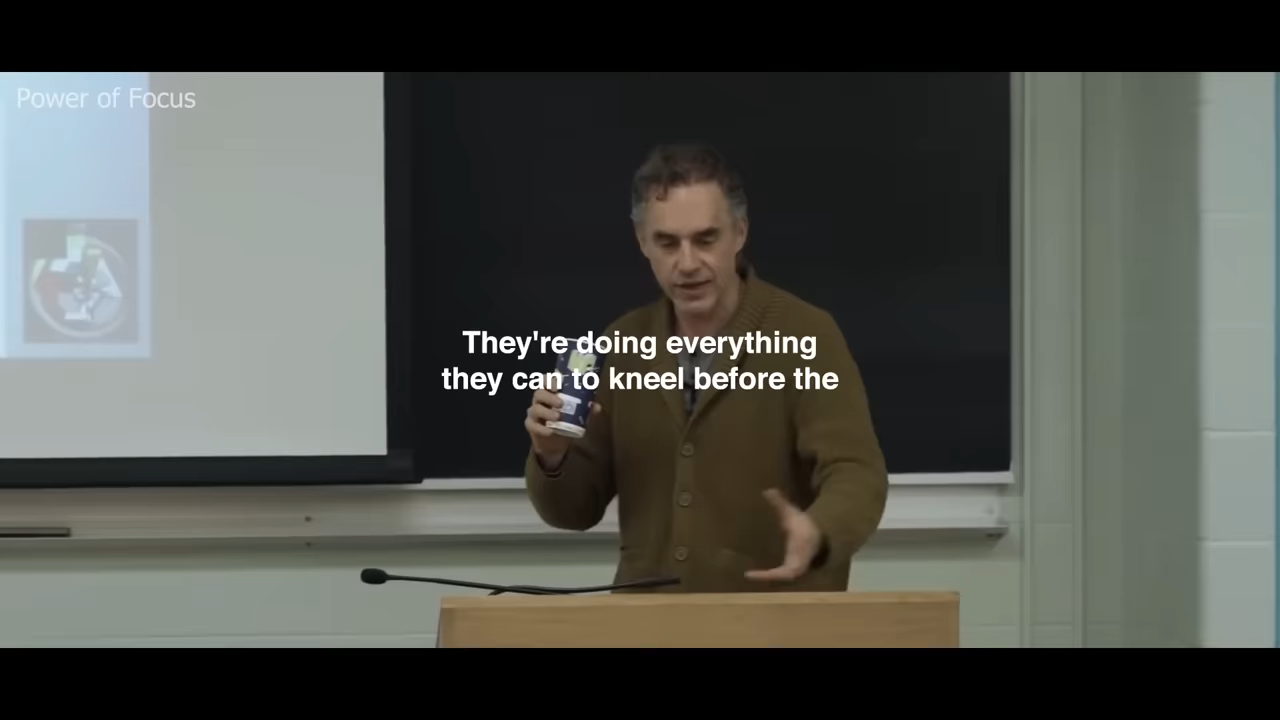 Power of Focus
They're doing everything
they can to kneel before the